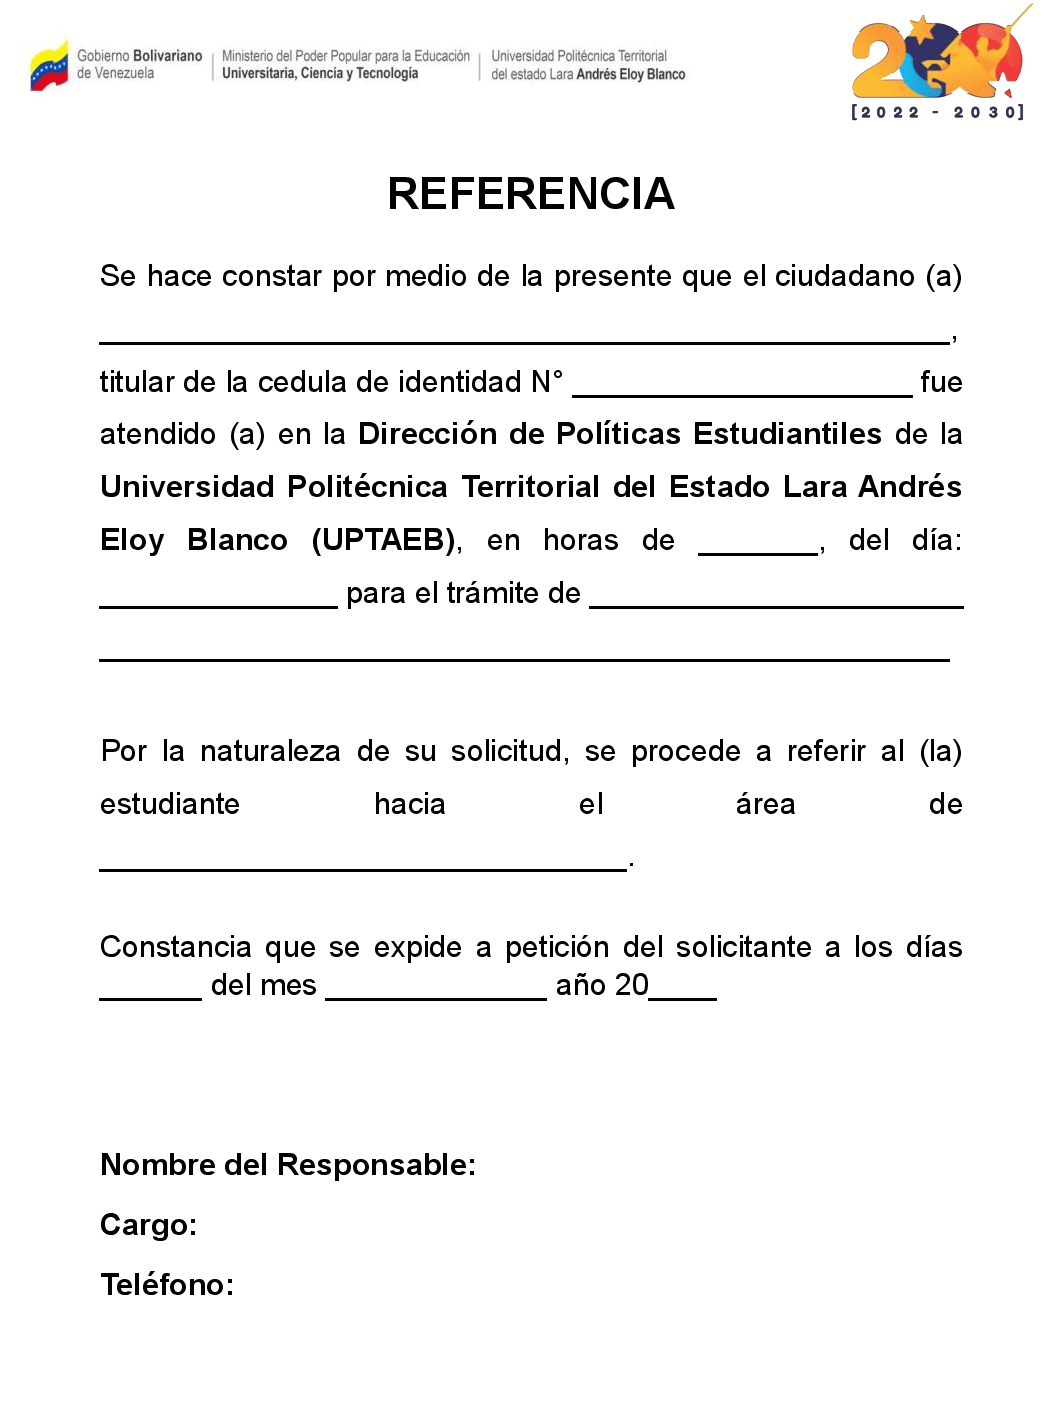 Gobierno Bolivariano de Venezuela
Ministerio del Poder Popular para la Educación Universitaria, Ciencia y Tecnología
Universidad Politécnica Territorial del estado Lara Andrés Eloy Blanco
200
[2022 - 2030]
REFERENCIA
Se hace constar por medio de la presente que el ciudadano (a)
__________________________________________________,
titular de la cedula de identidad N° ____________________ fue
atendido (a) en la Dirección de Políticas Estudiantiles de la
Universidad Politécnica Territorial del Estado Lara Andrés
Eloy Blanco (UPTAEB), en horas de _______, del día:
______________ para el trámite de ______________________
__________________________________________________
Por la naturaleza de su solicitud, se procede a referir al (la)
estudiante hacia el área de
_______________________________.
Constancia que se expide a petición del solicitante a los días
______ del mes _____________ año 20____
Nombre del Responsable:
Cargo:
Teléfono: